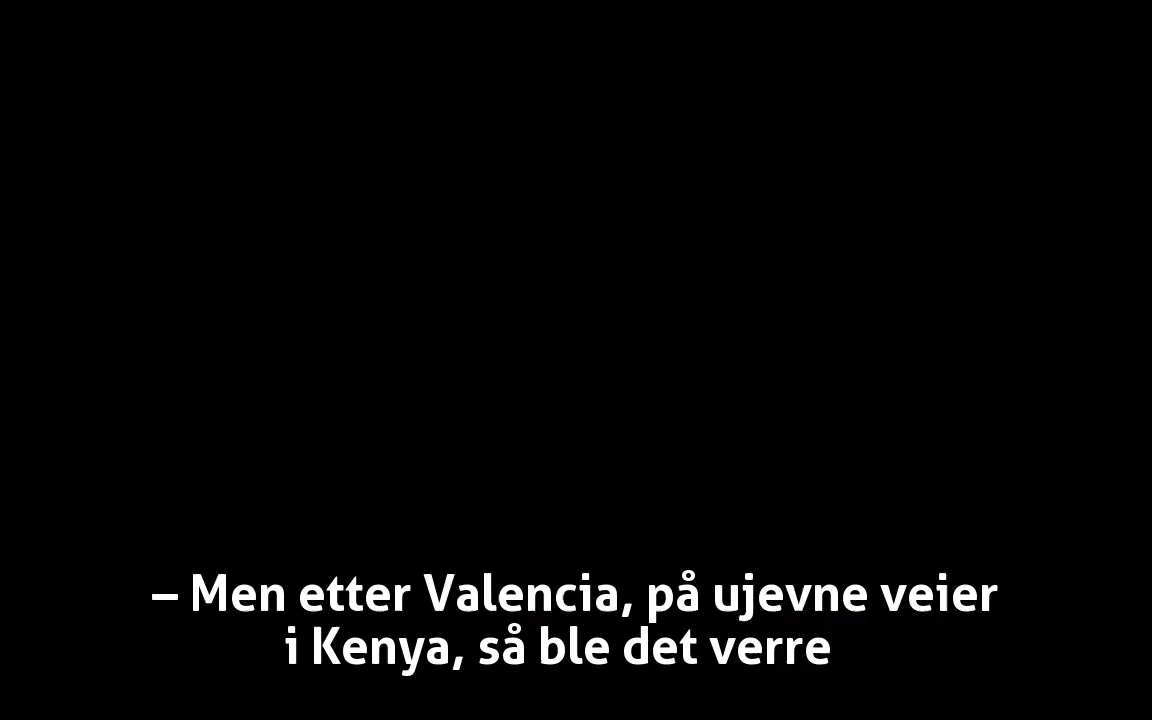 – Men etter Valencia, på ujevne veier
i Kenya, så ble det verre